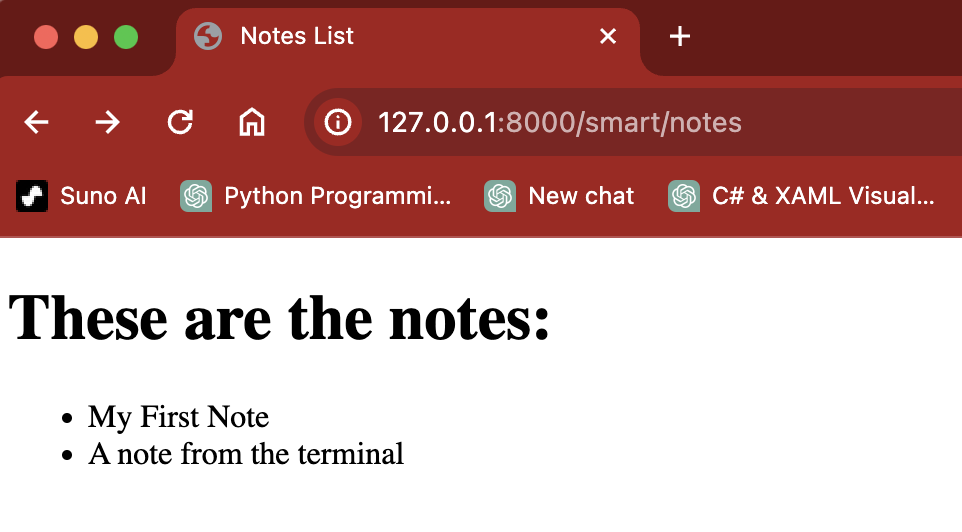 Notes List
127.0.0.1:8000/smart/notes
Suno AI Python Programmi... New chat C# & XAML Visual...
These are the notes:
My First Note
A note from the terminal